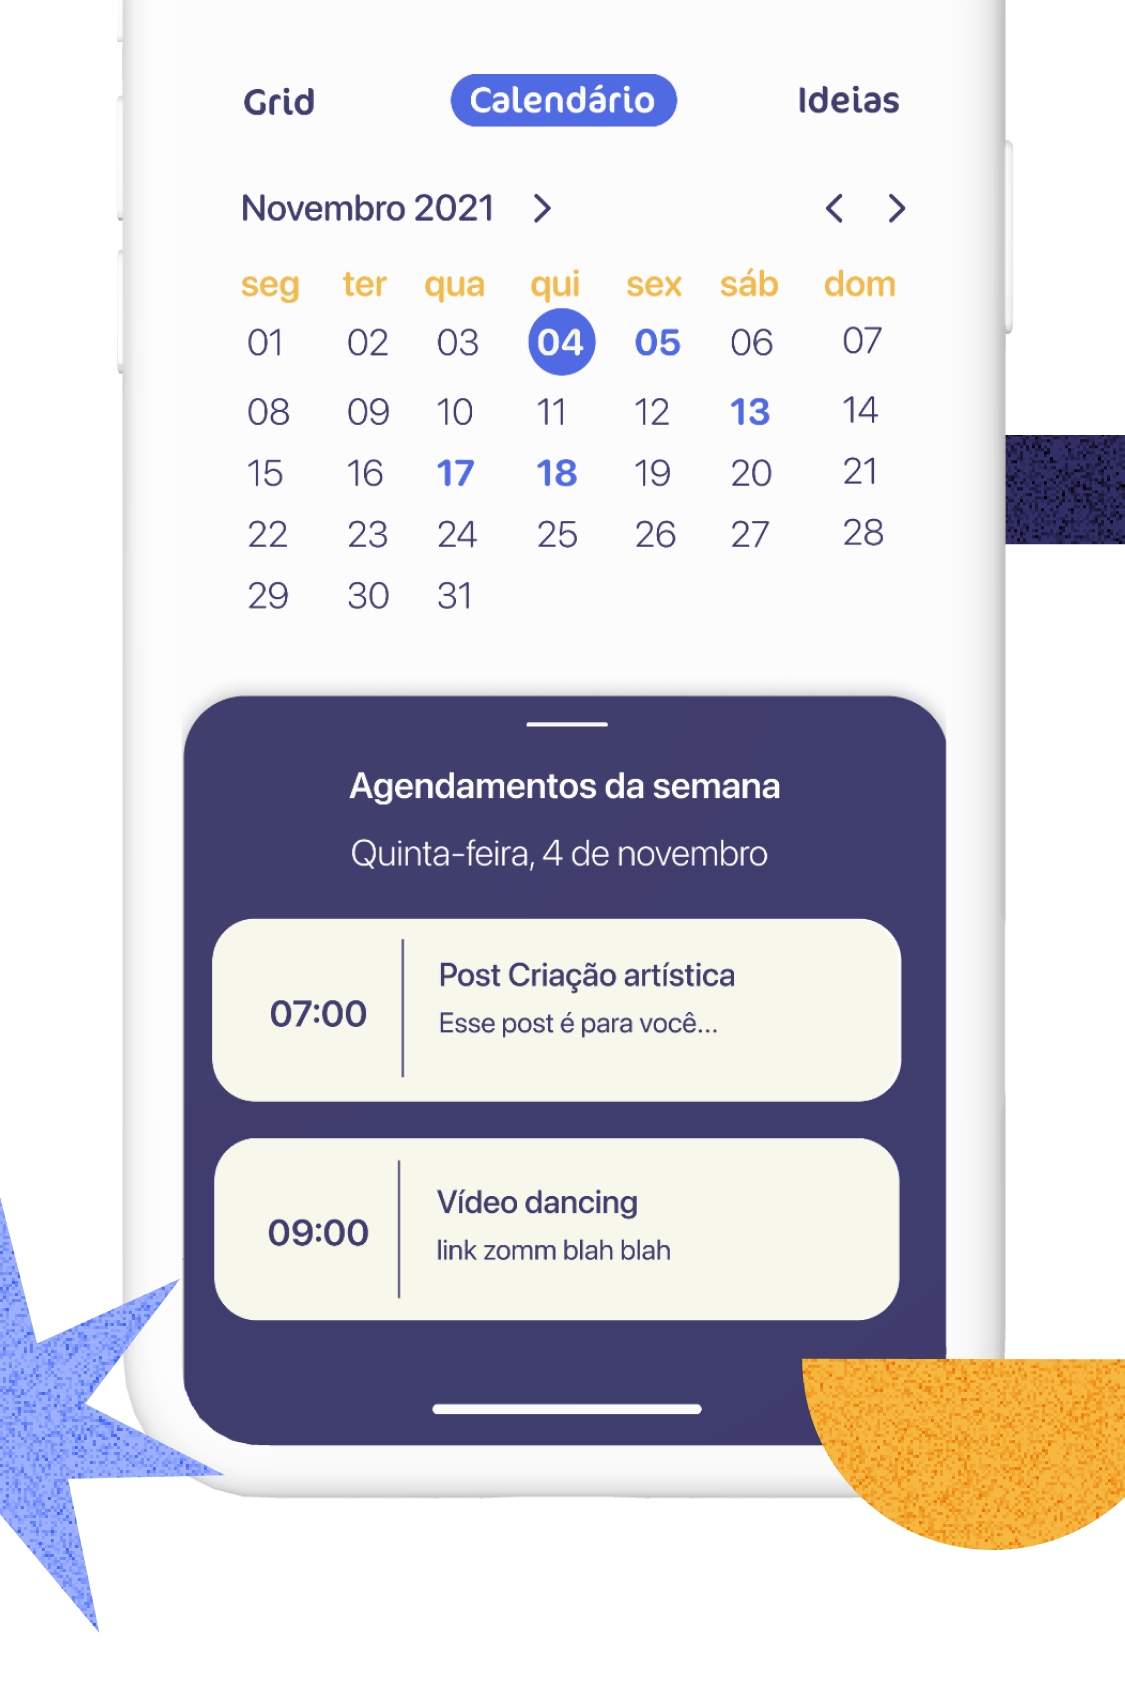 Grid Calendário Ideias
Novembro 2021
seg ter qua qui sex sáb dom
01 02 03 04 05 06 07
08 09 10 11 12 13 14
15 16 17 18 19 20 21
22 23 24 25 26 27 28
29 30 31
Agendamentos da semana
Quinta-feira, 4 de novembro
07:00
Post Criação artística
Esse post é para você...
09:00
Vídeo dancing
link zomm blah blah